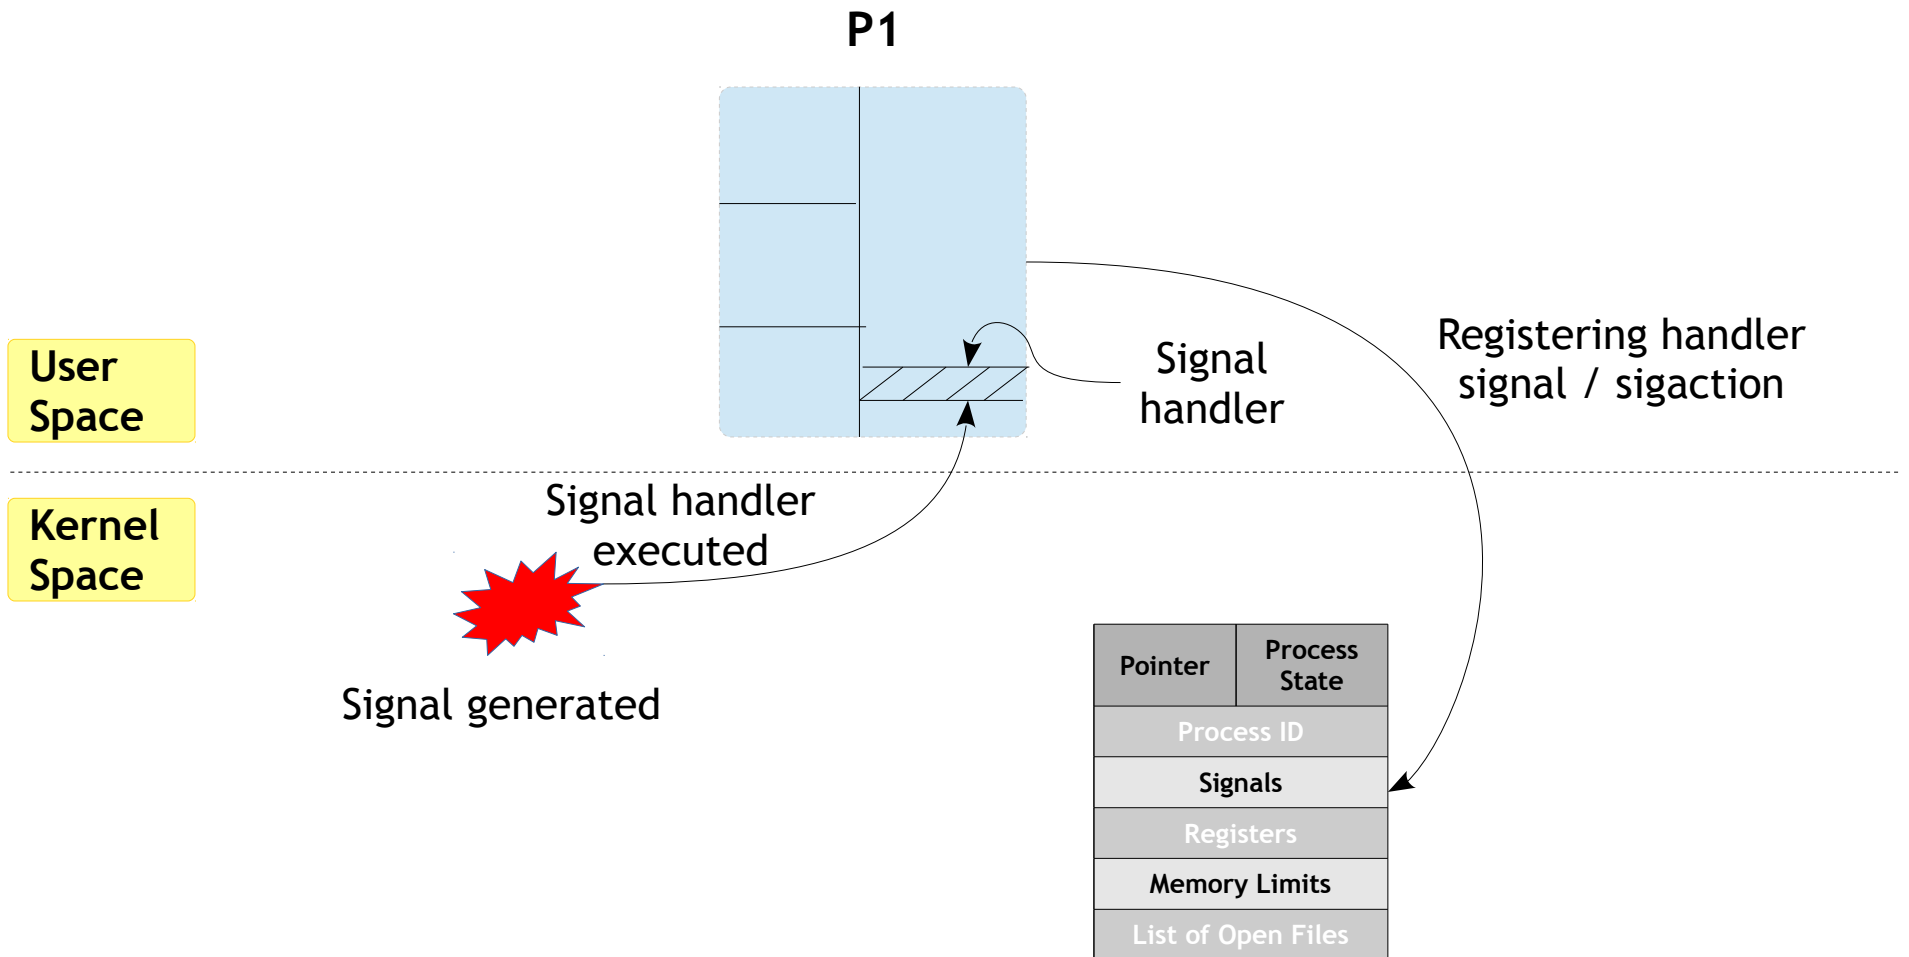 P1
User
Space
Signal
handler
Registering handler
signal / sigaction
Kernel
Space
Signal handler
executed
Signal generated
Pointer
Process
State
Process ID
Signals
Registers
Memory Limits
List of Open Files